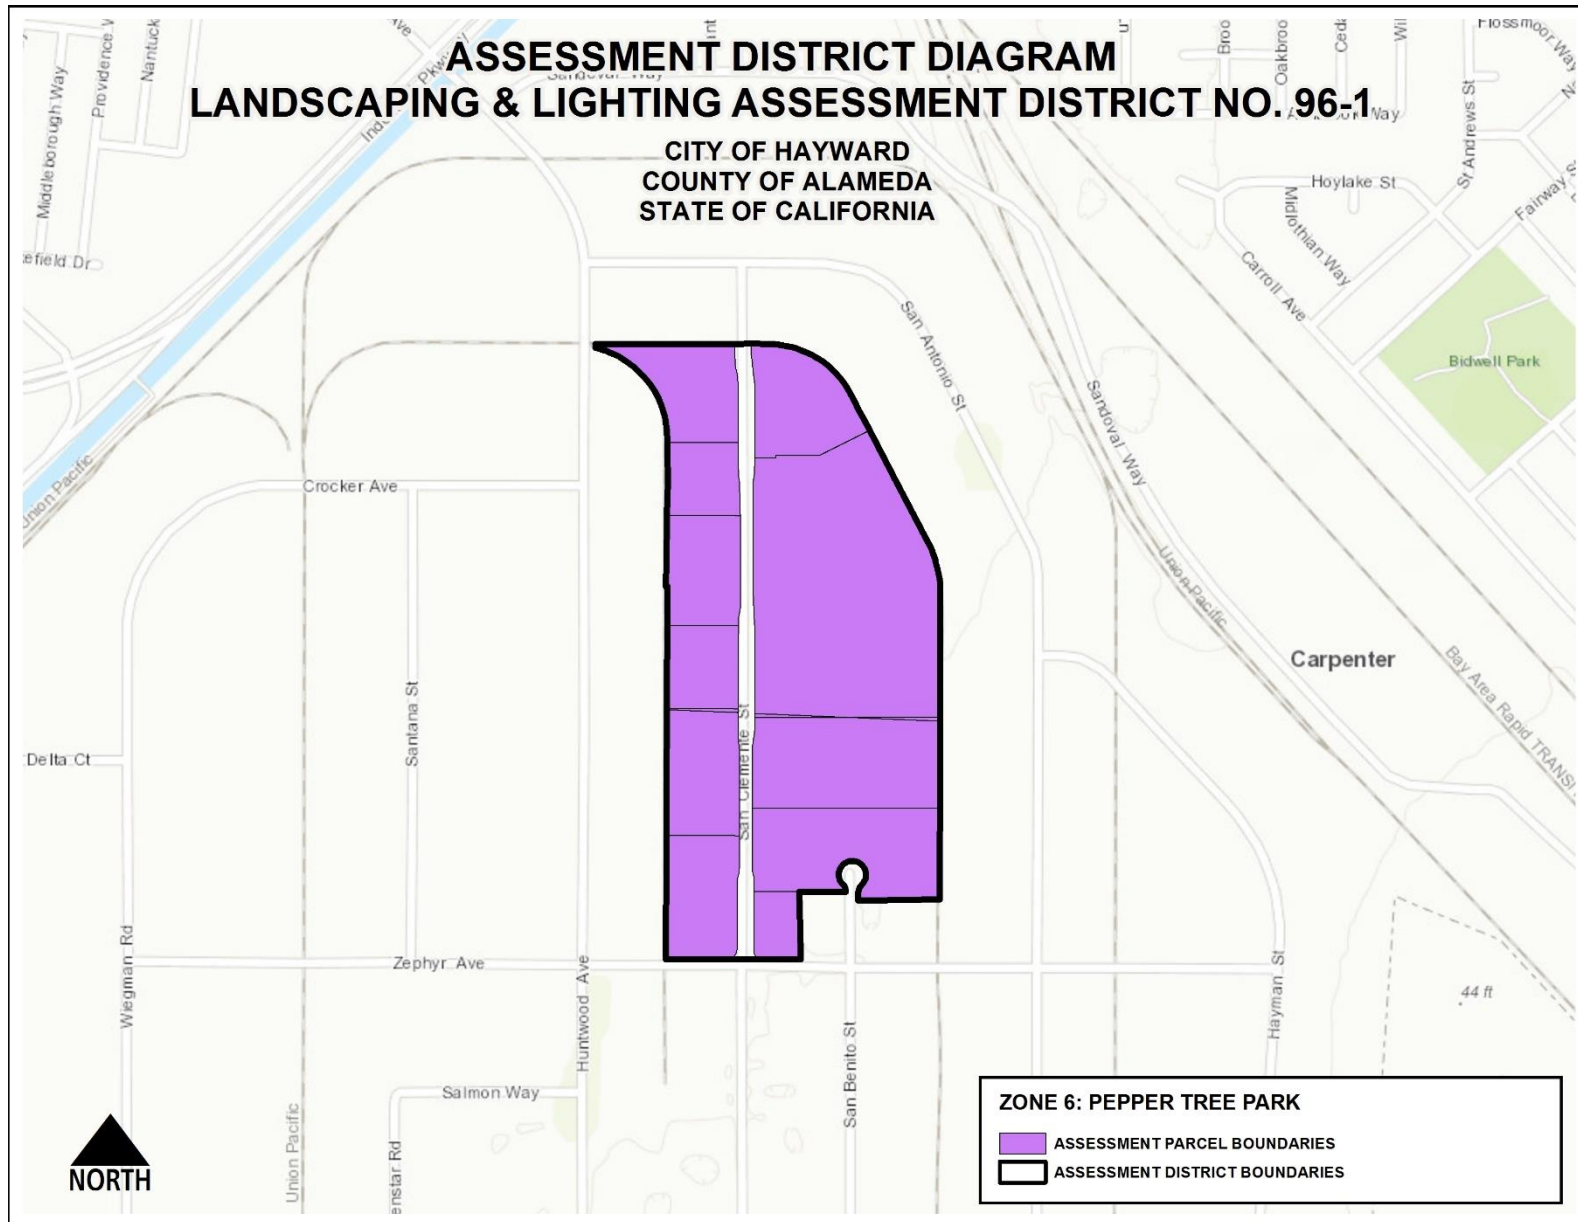 ASSESSMENT DISTRICT DIAGRAM
LANDSCAPING & LIGHTING ASSESSMENT DISTRICT NO. 96-1
CITY OF HAYWARD
COUNTY OF ALAMEDA
STATE OF CALIFORNIA
Middleborough Way
Sandoval Way
Hoylake St
St Andrews St
Midlothian Way
Carroll Ave
Bidwell Park
San Antonio St
Sandoval Way
Union Pacific
Crocker Ave
Union Pacific
Carpenter
Bay Area Rapid TRANSI
Santana St
San Clemente St
Delta Ct
Wiegman Rd
Zephyr Ave
Huntwood Ave
Hayman St
44 ft
San Benito St
Salmon Way
Union Pacific
enstar Rd
NORTH
ZONE 6: PEPPER TREE PARK
ASSESSMENT PARCEL BOUNDARIES
ASSESSMENT DISTRICT BOUNDARIES